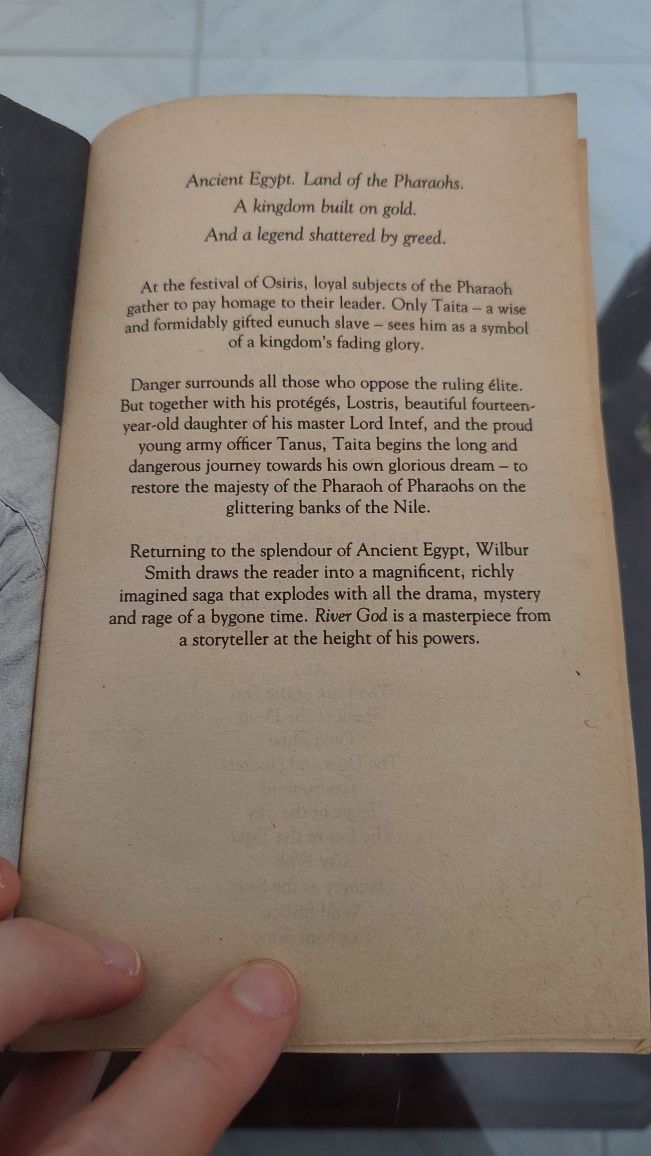 Ancient Egypt. Land of the Pharaohs.
A kingdom built on gold.
And a legend shattered by greed.
At the festival of Osiris, loyal subjects of the Pharaoh
gather to pay homage to their leader. Only Taita – a wise
and formidably gifted eunuch slave – sees him as a symbol
of a kingdom's fading glory.
Danger surrounds all those who oppose the ruling élite.
But together with his protégés, Lostris, beautiful fourteen-
year-old daughter of his master Lord Intef, and the proud
young army officer Tanus, Taita begins the long and
dangerous journey towards his own glorious dream – to
restore the majesty of the Pharaoh of Pharaohs on the
glittering banks of the Nile.
Returning to the splendour of Ancient Egypt, Wilbur
Smith draws the reader into a magnificent, richly
imagined saga that explodes with all the drama, mystery
and rage of a bygone time. River God is a masterpiece from
a storyteller at the height of his powers.